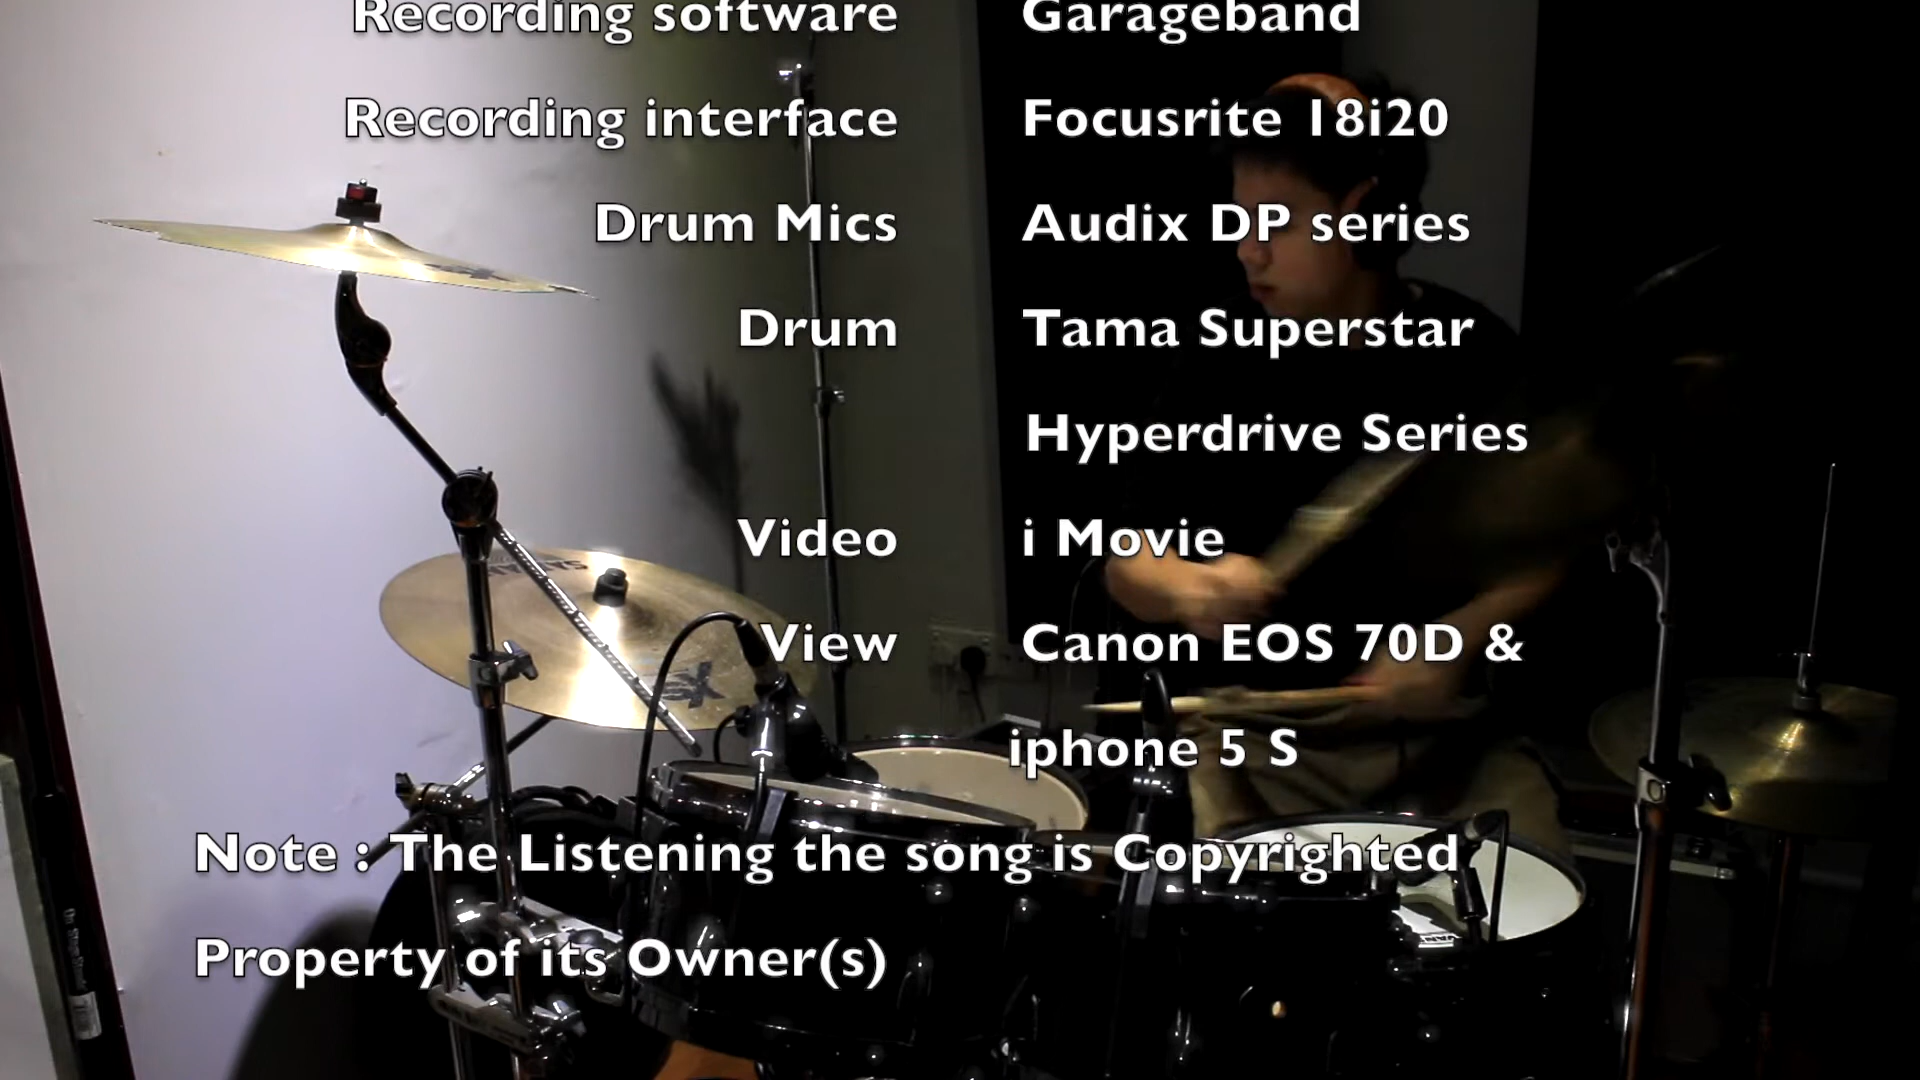 Recording software Garageband
Recording interface Focusrite 18i20
Drum Mics Audix DP series
Drum Tama Superstar
Hyperdrive Series
Video i Movie
View Canon EOS 70D &
iphone 5 S
Note : The Listening the song is Copyrighted
Property of its Owner(s)